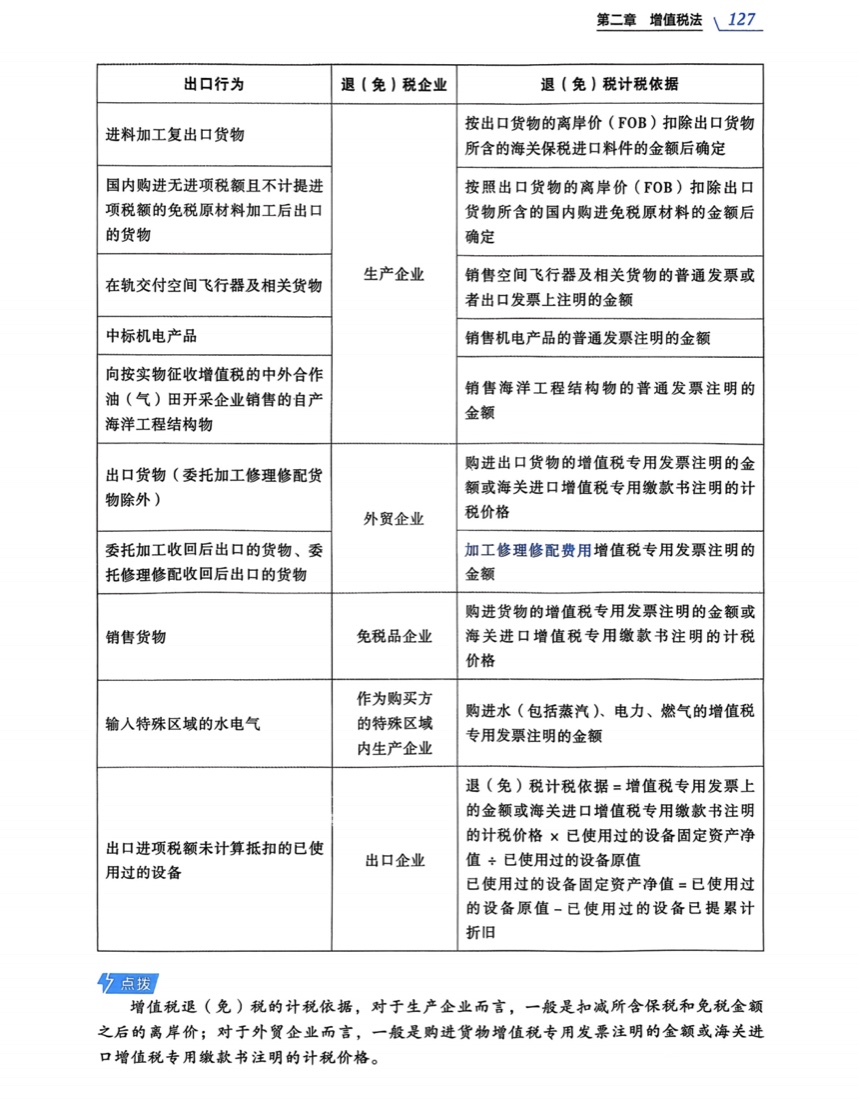 第二章 增值税法 127
出口行为
退（免）税企业
退（免）税计税依据
进料加工复出口货物
生产企业
按出口货物的离岸价（FOB）扣除出口货物
所含的海关保税进口料件的金额后确定
国内购进无进项税额且不计提进
项税额的免税原材料加工后出口
的货物
按照出口货物的离岸价（FOB）扣除出口
货物所含的国内购进免税原材料的金额后
确定
在轨交付空间飞行器及相关货物
销售空间飞行器及相关货物的普通发票或
者出口发票上注明的金额
中标机电产品
销售机电产品的普通发票注明的金额
向按实物征收增值税的中外合作
油（气）田开采企业销售的自产
海洋工程结构物
销售海洋工程结构物的普通发票注明的
金额
出口货物（委托加工修理修配货
物除外）
外贸企业
购进出口货物的增值税专用发票注明的金
额或海关进口增值税专用缴款书注明的计
税价格
委托加工收回后出口的货物、委
托修理修配收回后出口的货物
加工修理修配费用增值税专用发票注明的
金额
销售货物
免税品企业
购进货物的增值税专用发票注明的金额或
海关进口增值税专用缴款书注明的计税
价格
输入特殊区域的水电气
作为购买方
的特殊区域
内生产企业
购进水（包括蒸汽）、电力、燃气的增值税
专用发票注明的金额
出口进项税额未计算抵扣的已使
用过的设备
出口企业
退（免）税计税依据＝增值税专用发票上
的金额或海关进口增值税专用缴款书注明
的计税价格 × 已使用过的设备固定资产净
值 ÷ 已使用过的设备原值
已使用过的设备固定资产净值＝已使用过
的设备原值－已使用过的设备已提累计
折旧
点拨
增值税退（免）税的计税依据，对于生产企业而言，一般是扣减所含保税和免税金额
之后的离岸价；对于外贸企业而言，一般是购进货物增值税专用发票注明的金额或海关进
口增值税专用缴款书注明的计税价格。